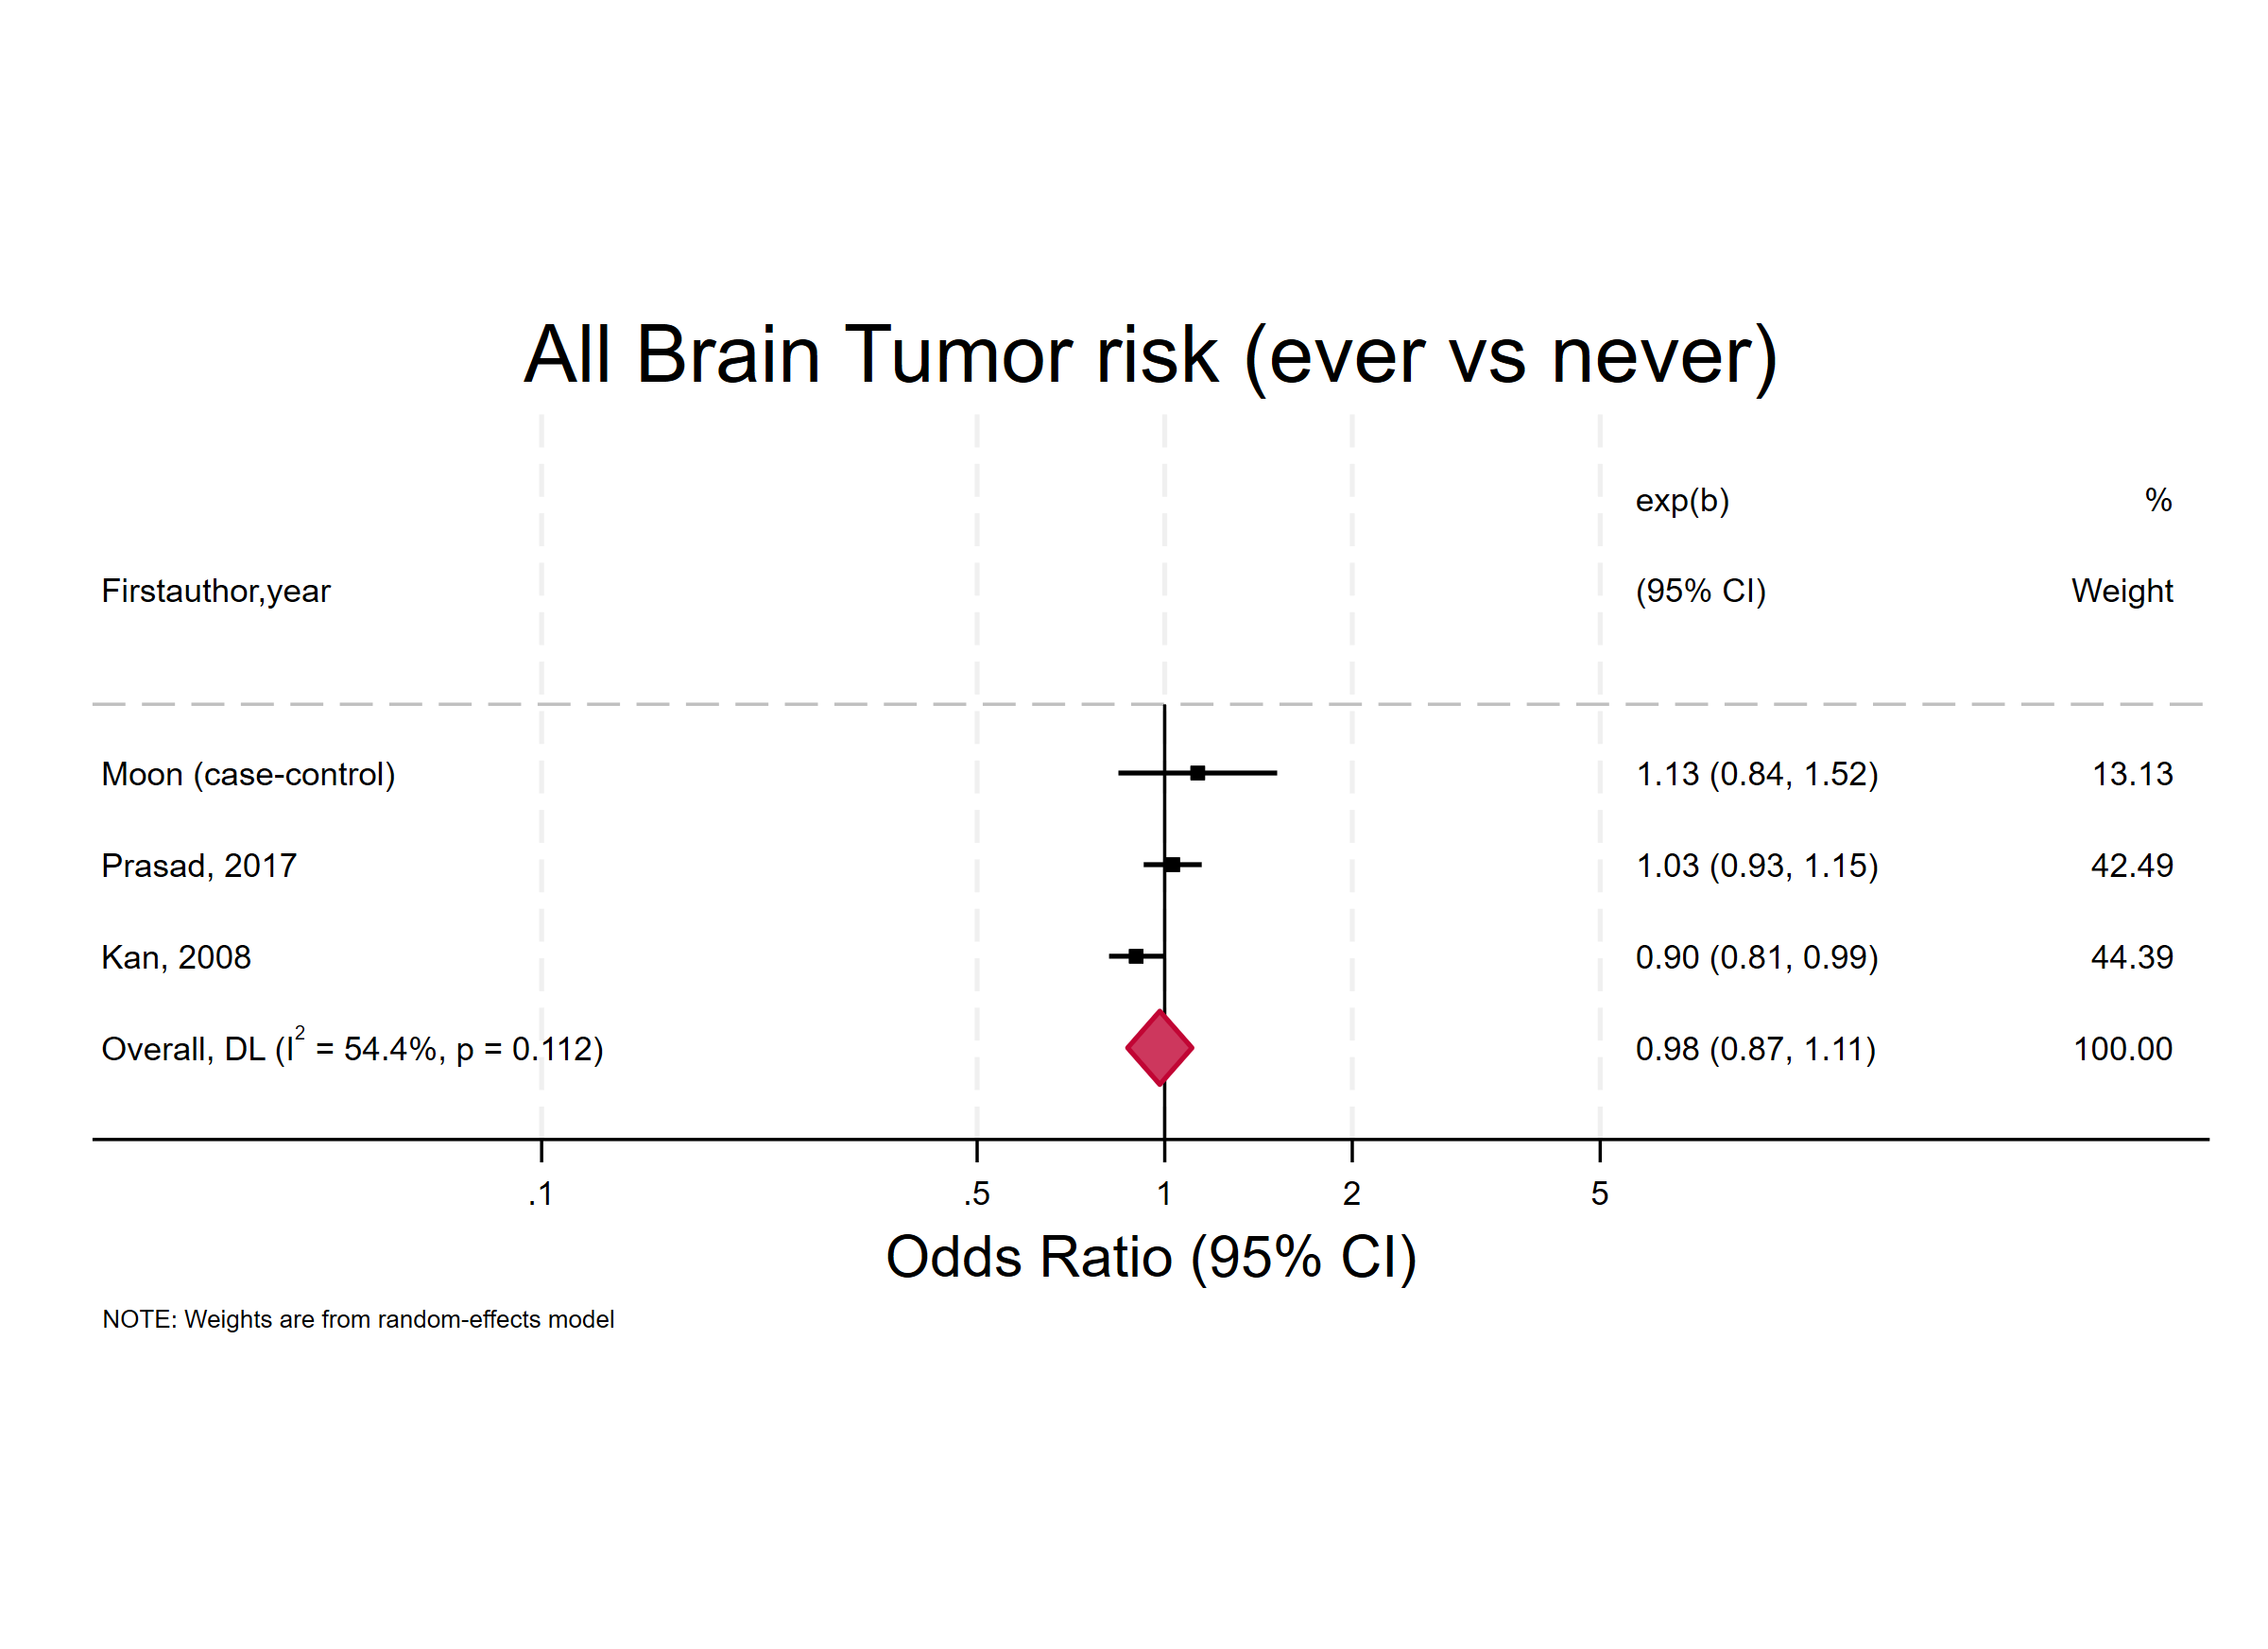 All Brain Tumor risk (ever vs never)
exp(b) %
Firstauthor,year (95% CI) Weight
Moon (case-control) 1.13 (0.84, 1.52) 13.13
Prasad, 2017 1.03 (0.93, 1.15) 42.49
Kan, 2008 0.90 (0.81, 0.99) 44.39
Overall, DL (I² = 54.4%, p = 0.112) 0.98 (0.87, 1.11) 100.00
.1 .5 1 2 5
Odds Ratio (95% CI)
NOTE: Weights are from random-effects model